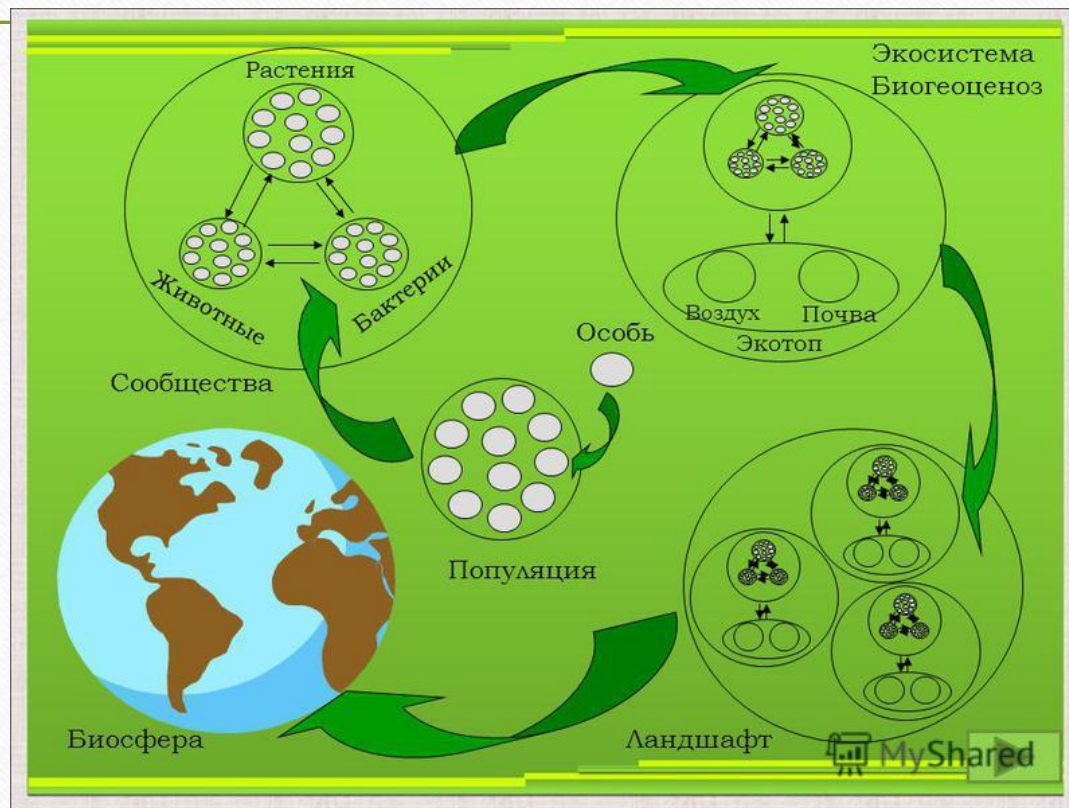 Растения
Экосистема
Биогеоценоз
Животные
Бактерии
Воздух
Почва
Экотоп
Особь
Сообщества
Популяция
Биосфера
Ландшафт
MyShared